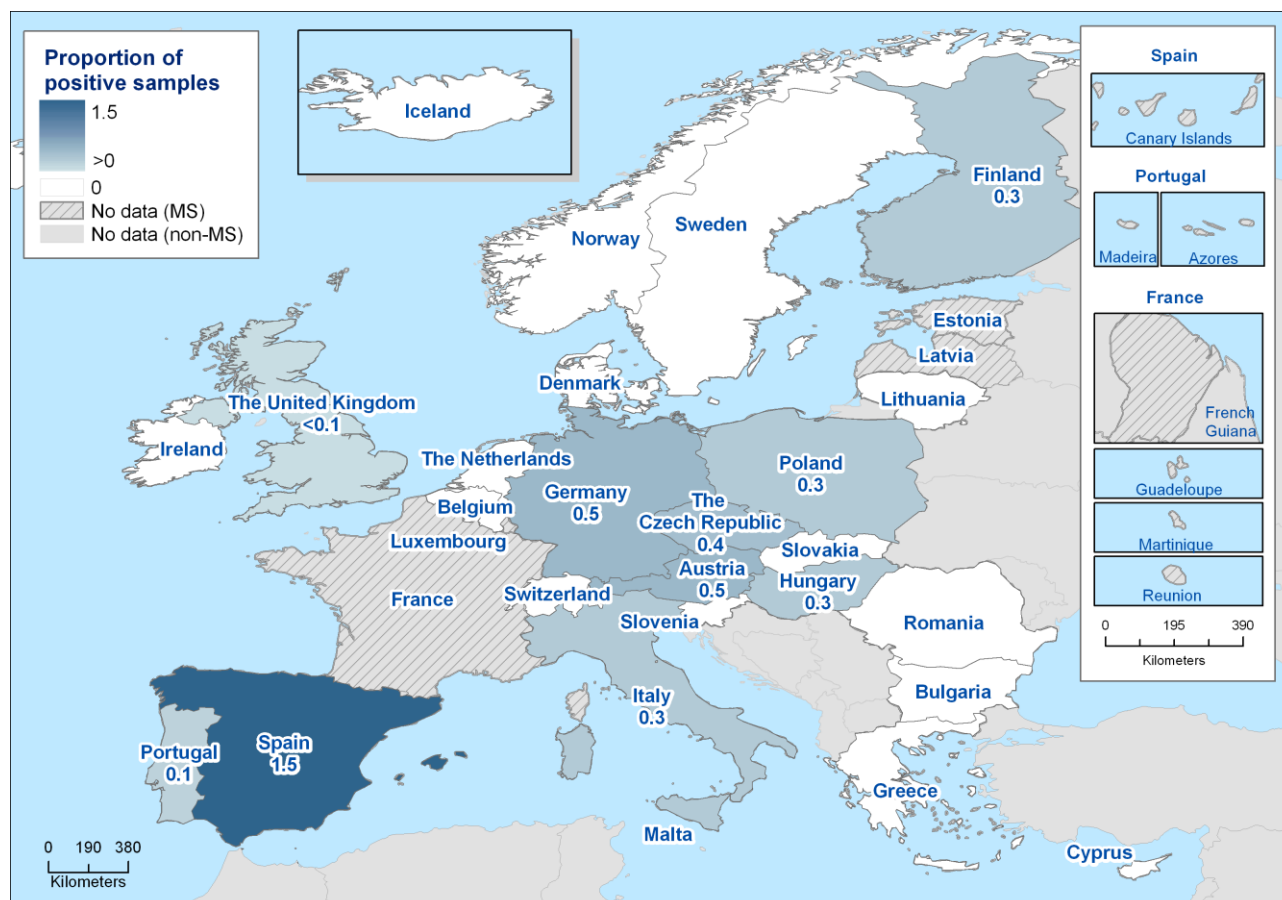 Proportion of
positive samples
1.5
>0
0
No data (MS)
No data (non-MS)
Iceland
Finland
0.3
Sweden
Norway
Estonia
Latvia
Lithuania
Denmark
The United Kingdom
<0.1
Ireland
The Netherlands
Belgium
Luxembourg
Germany
0.5
Poland
0.3
The
Czech Republic
0.4
Slovakia
Austria
0.5
Hungary
0.3
France
Switzerland
Slovenia
Romania
Bulgaria
Italy
0.3
Portugal
0.1
Spain
1.5
Greece
Malta
Cyprus
0 190 380
Kilometers
Spain
Canary Islands
Portugal
Madeira
Azores
France
French
Guiana
Guadeloupe
Martinique
Reunion
0 195 390
Kilometers